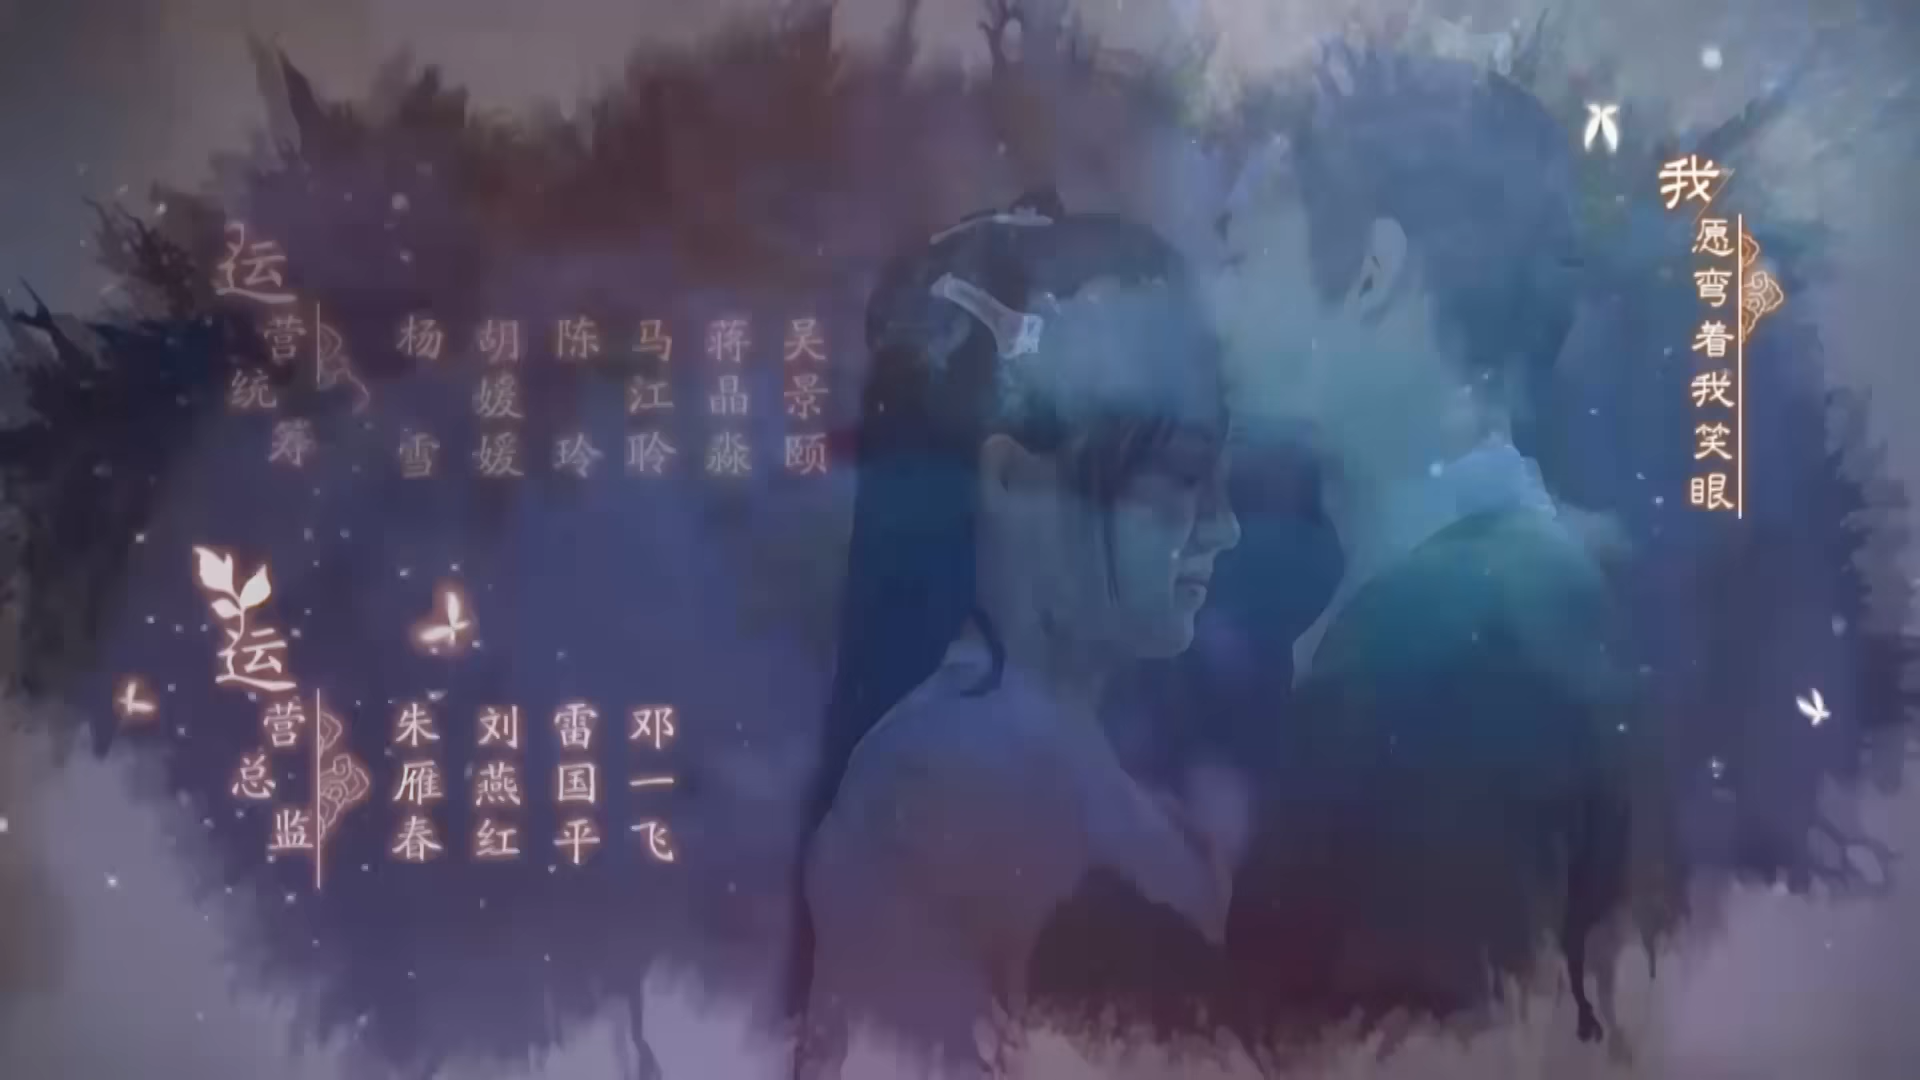 运营统筹
杨雪
胡媛媛
陈玲
马江聆
蒋晶淼
吴景颐
运营总监
朱雁春
刘燕红
雷国平
邓一飞
我愿弯着我笑眼